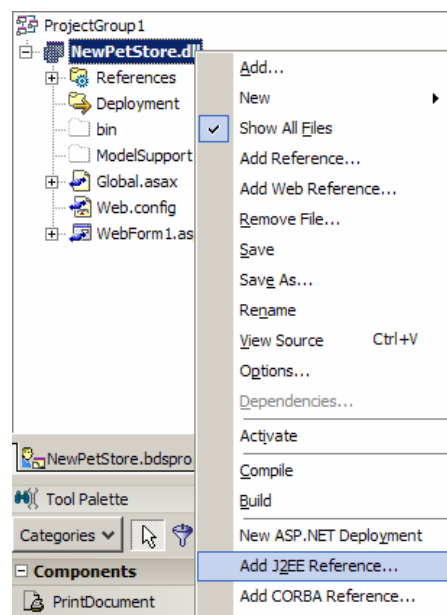 ProjectGroup1
NewPetStore.dll
References
Deployment
bin
ModelSupport
Global.asax
Web.config
WebForm1.as
NewPetStore.bdspro
Tool Palette
Categories
Components
PrintDocument
Add...
New
Show All Files
Add Reference...
Add Web Reference...
Remove File...
Save
Save As...
Rename
View Source Ctrl+V
Options...
Dependencies...
Activate
Compile
Build
New ASP.NET Deployment
Add J2EE Reference...
Add CORBA Reference...